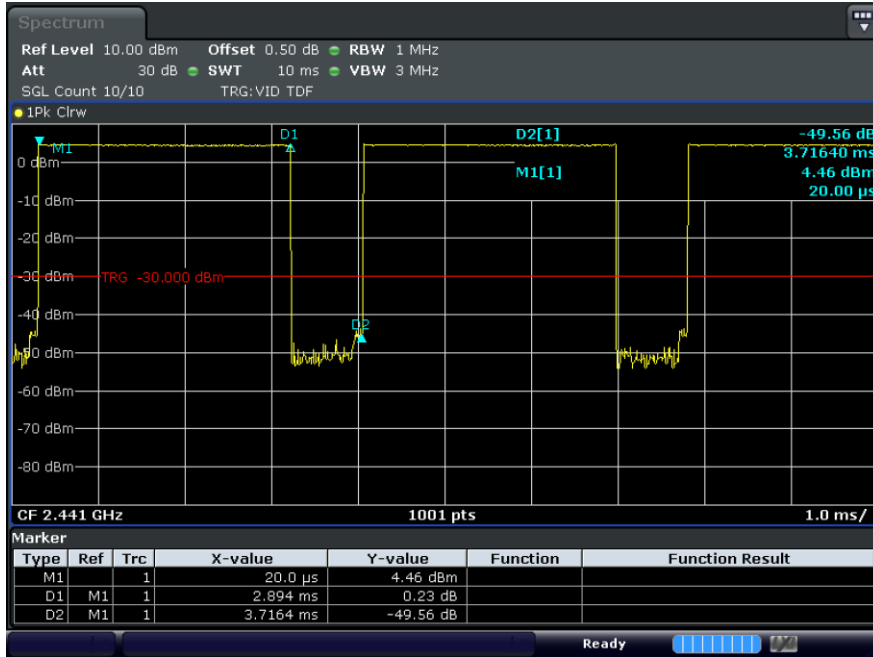 Spectrum
Ref Level 10.00 dBm Offset 0.50 dB RBW 1 MHz
Att 30 dB SWT 10 ms VBW 3 MHz
SGL Count 10/10 TRG:VID TDF
1Pk Clrw
D1 D2[1] -49.56 dB
M1 3.71640 ms
0 dBm M1[1] 4.46 dBm
-10 dBm 20.00 µs
-20 dBm
-30 dBm TRG -30.000 dBm
-40 dBm D2
-50 dBm
-60 dBm
-70 dBm
-80 dBm
CF 2.441 GHz 1001 pts 1.0 ms/
Marker
Type Ref Trc X-value Y-value Function Function Result
M1 1 20.0 µs 4.46 dBm
D1 M1 1 2.894 ms 0.23 dB
D2 M1 1 3.7164 ms -49.56 dB
Ready